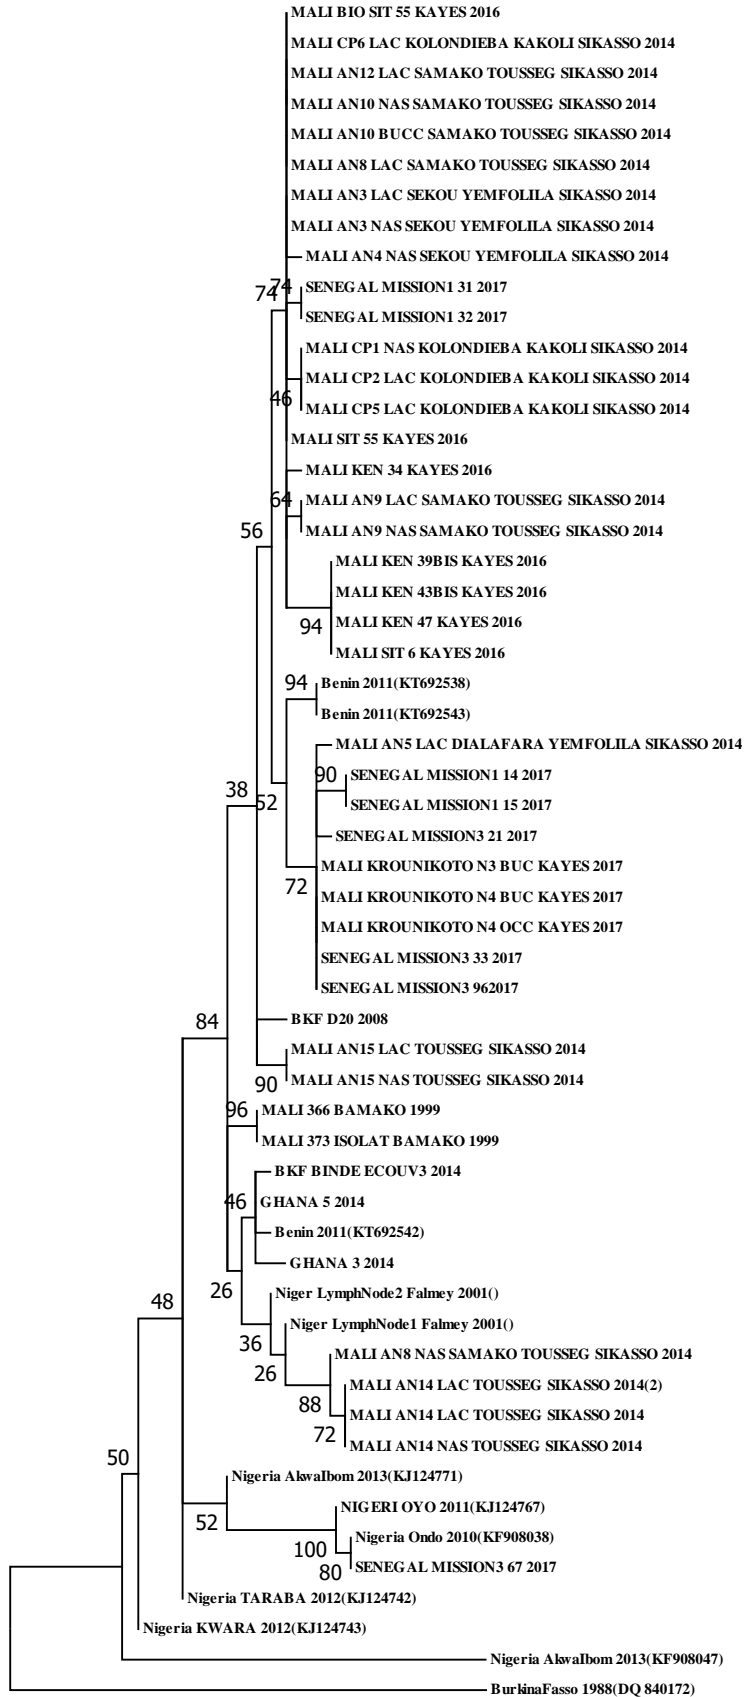 MALI BIO SIT 55 KAYES 2016
MALI CP6 LAC KOLONDIEBA KAKOLI SIKASSO 2014
MALI AN12 LAC SAMAKO TOUSSEG SIKASSO 2014
MALI AN10 NAS SAMAKO TOUSSEG SIKASSO 2014
MALI AN10 BUCC SAMAKO TOUSSEG SIKASSO 2014
MALI AN8 LAC SAMAKO TOUSSEG SIKASSO 2014
MALI AN3 LAC SEKOU YEMFOLILA SIKASSO 2014
MALI AN3 NAS SEKOU YEMFOLILA SIKASSO 2014
MALI AN4 NAS SEKOU YEMFOLILA SIKASSO 2014
74
74
SENEGAL MISSION1 31 2017
SENEGAL MISSION1 32 2017
MALI CP1 NAS KOLONDIEBA KAKOLI SIKASSO 2014
MALI CP2 LAC KOLONDIEBA KAKOLI SIKASSO 2014
46
MALI CP5 LAC KOLONDIEBA KAKOLI SIKASSO 2014
MALI SIT 55 KAYES 2016
MALI KEN 34 KAYES 2016
64
MALI AN9 LAC SAMAKO TOUSSEG SIKASSO 2014
56
MALI AN9 NAS SAMAKO TOUSSEG SIKASSO 2014
MALI KEN 39BIS KAYES 2016
MALI KEN 43BIS KAYES 2016
94
MALI KEN 47 KAYES 2016
MALI SIT 6 KAYES 2016
94
Benin 2011(KT692538)
Benin 2011(KT692543)
MALI AN5 LAC DIALAFARA YEMFOLILA SIKASSO 2014
90
SENEGAL MISSION1 14 2017
38
52
SENEGAL MISSION1 15 2017
SENEGAL MISSION3 21 2017
MALI KROUNIKOTO N3 BUC KAYES 2017
72
MALI KROUNIKOTO N4 BUC KAYES 2017
MALI KROUNIKOTO N4 OCC KAYES 2017
SENEGAL MISSION3 33 2017
SENEGAL MISSION3 962017
84
BKF D20 2008
MALI AN15 LAC TOUSSEG SIKASSO 2014
90
MALI AN15 NAS TOUSSEG SIKASSO 2014
96
MALI 366 BAMAKO 1999
MALI 373 ISOLAT BAMAKO 1999
BKF BINDE ECOUV3 2014
46
GHANA 5 2014
Benin 2011(KT692542)
GHANA 3 2014
26
48
Niger LymphNode2 Falmey 2001()
Niger LymphNode1 Falmey 2001()
36
MALI AN8 NAS SAMAKO TOUSSEG SIKASSO 2014
26
MALI AN14 LAC TOUSSEG SIKASSO 2014(2)
88
MALI AN14 LAC TOUSSEG SIKASSO 2014
72
MALI AN14 NAS TOUSSEG SIKASSO 2014
50
Nigeria AkwaIbom 2013(KJ124771)
52
NIGERI OYO 2011(KJ124767)
100
Nigeria Ondo 2010(KF908038)
80
SENEGAL MISSION3 67 2017
Nigeria TARABA 2012(KJ124742)
Nigeria KWARA 2012(KJ124743)
Nigeria AkwaIbom 2013(KF908047)
BurkinaFasso 1988(DQ 840172)